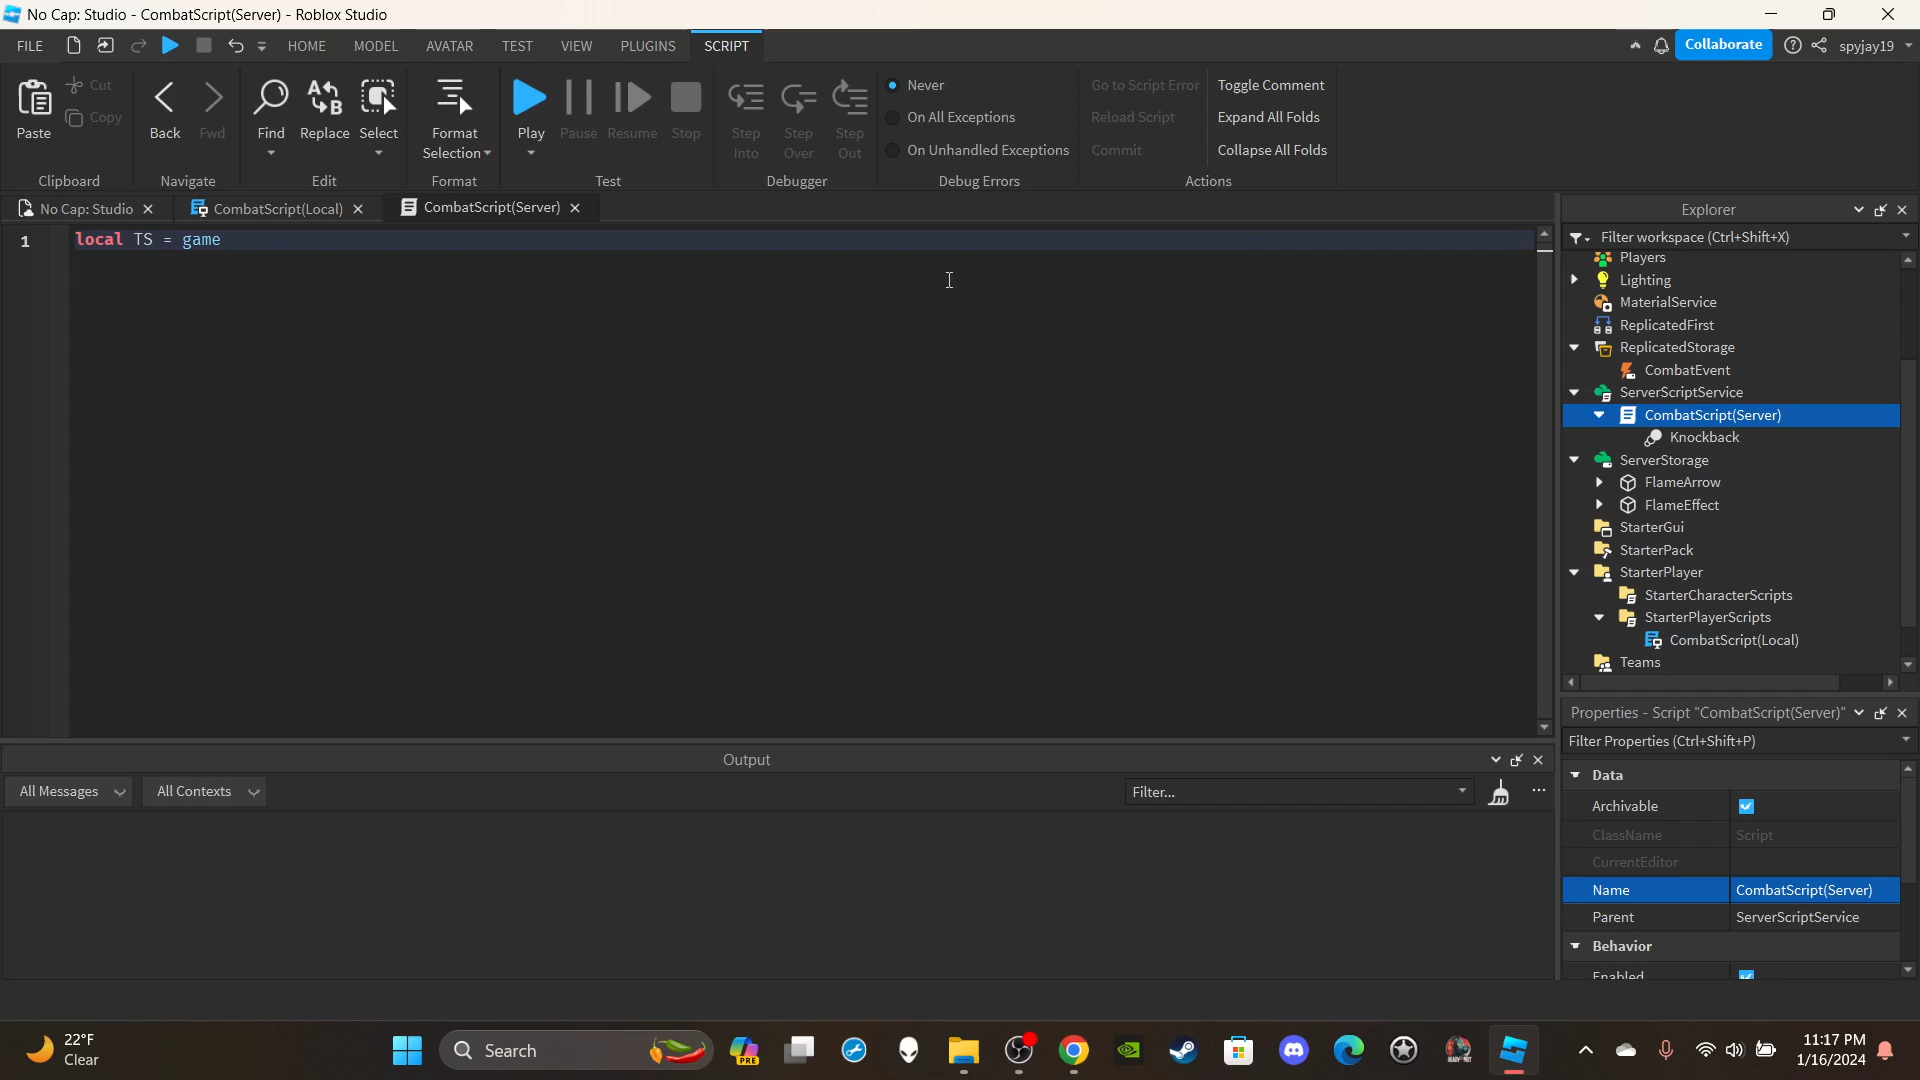 No Cap: Studio - CombatScript(Server) - Roblox Studio
FILE HOME MODEL AVATAR TEST VIEW PLUGINS SCRIPT Collaborate spyjay19
Paste Cut Copy Back Fwd Find Replace Select Format Selection Play Pause Resume Stop Step Into Step Over Step Out
Never
On All Exceptions
On Unhandled Exceptions
Go to Script Error
Reload Script
Commit
Toggle Comment
Expand All Folds
Collapse All Folds
Clipboard Navigate Edit Format Test Debugger Debug Errors Actions
No Cap: Studio CombatScript(Local) CombatScript(Server)
1 local TS = game
Explorer
Filter workspace (Ctrl+Shift+X)
Players
Lighting
MaterialService
ReplicatedFirst
ReplicatedStorage
CombatEvent
ServerScriptService
CombatScript(Server)
Knockback
ServerStorage
FlameArrow
FlameEffect
StarterGui
StarterPack
StarterPlayer
StarterCharacterScripts
StarterPlayerScripts
CombatScript(Local)
Teams
Properties - Script "CombatScript(Server)"
Filter Properties (Ctrl+Shift+P)
Data
Archivable
ClassName Script
CurrentEditor
Name CombatScript(Server)
Parent ServerScriptService
Behavior
Enabled
Output
All Messages All Contexts Filter...
22°F
Clear
Search
PRE
11:17 PM
1/16/2024